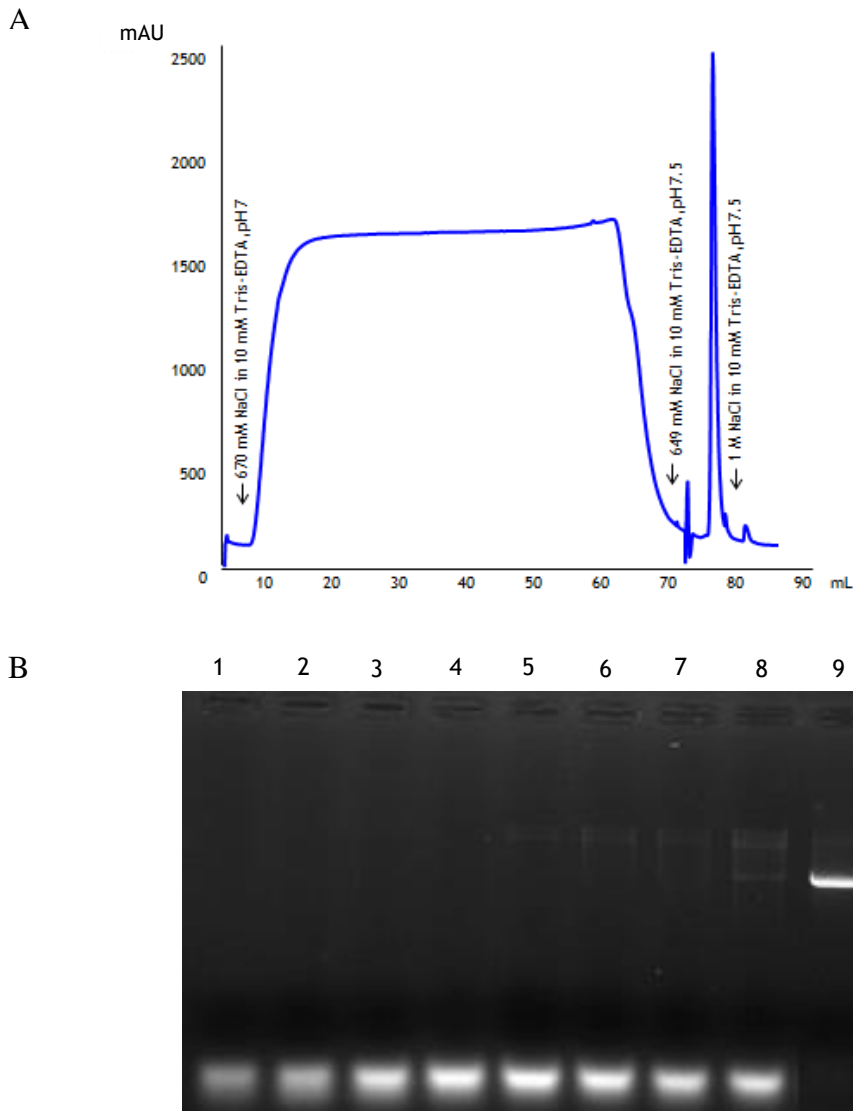 A
mAU
2500
2000
1500
1000
500
0
10 20 30 40 50 60 70 80 90 mL
670 mM NaCl in 10 mM Tris-EDTA,pH7
649 mM NaCl in 10 mM Tris-EDTA,pH7.5
1 M NaCl in 10 mM Tris-EDTA,pH7.5
B
1 2 3 4 5 6 7 8 9